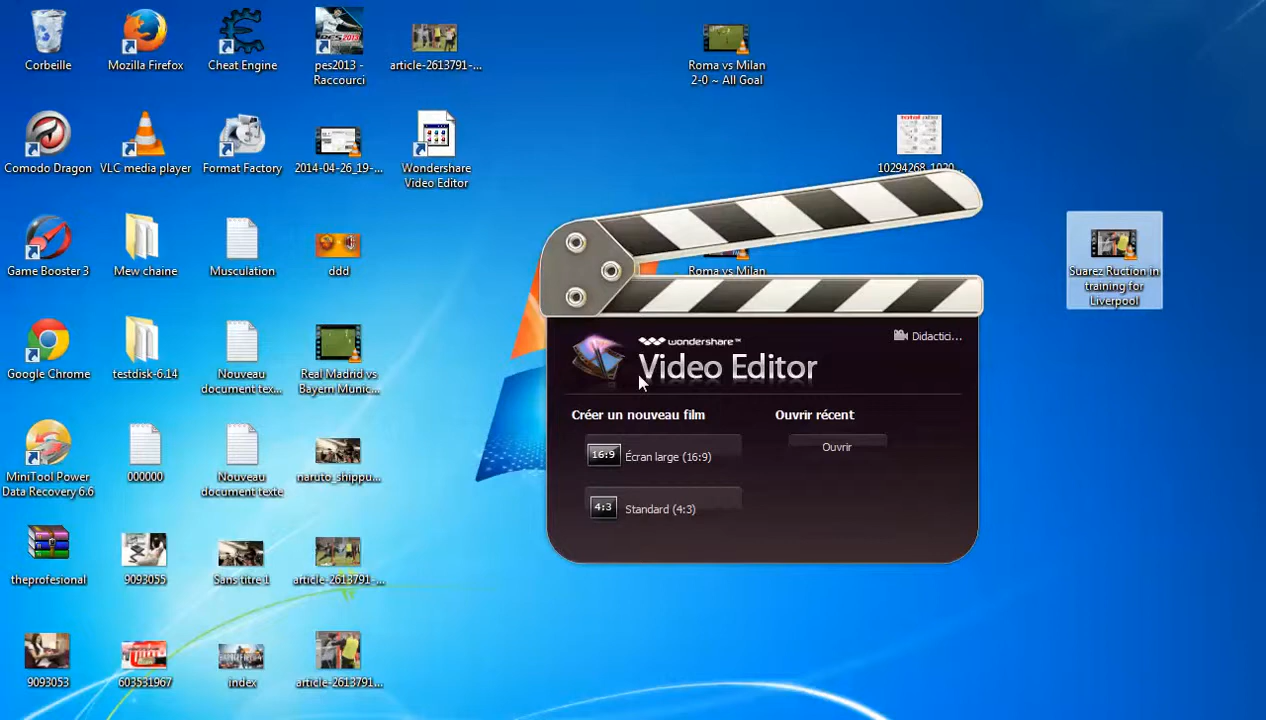 Corbeille
Mozilla Firefox
Cheat Engine
pes2013 -
Raccourci
article-2613791-...
Roma vs Milan
2-0 ~ All Goal
Comodo Dragon
VLC media player
Format Factory
2014-04-26_19-...
Wondershare
Video Editor
10294268_1020...
Game Booster 3
Mew chaine
Musculation
ddd
Roma vs Milan
Suarez Ruction in
training for
Liverpool
wondershare™
Video Editor
Didactici...
Créer un nouveau film
Ouvrir récent
16:9
Écran large (16:9)
Ouvrir
4:3
Standard (4:3)
Google Chrome
testdisk-6.14
Nouveau
document tex...
Real Madrid vs
Bayern Munic...
MiniTool Power
Data Recovery 6.6
000000
Nouveau
document texte
naruto_shippu...
theprofesional
9093055
Sans titre 1
article-2613791-...
9093053
603531967
index
article-2613791...